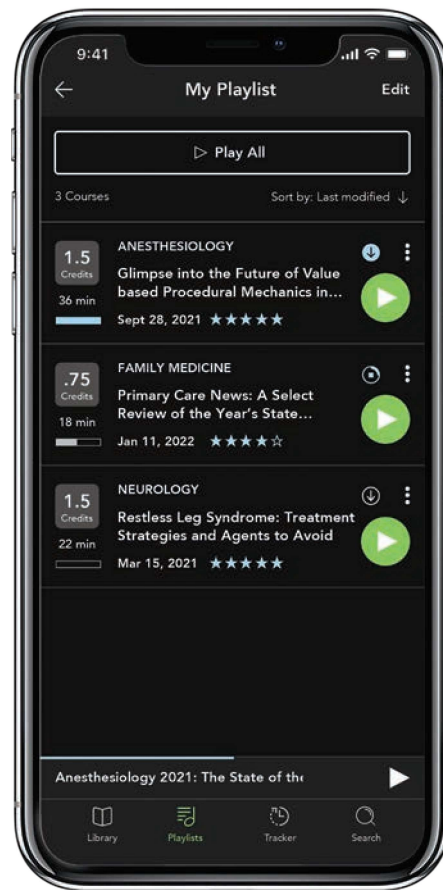 9:41
My Playlist
Edit
Play All
3 Courses
Sort by: Last modified
1.5
Credits
36 min
ANESTHESIOLOGY
Glimpse into the Future of Value
based Procedural Mechanics in...
Sept 28, 2021
.75
Credits
18 min
FAMILY MEDICINE
Primary Care News: A Select
Review of the Year's State...
Jan 11, 2022
1.5
Credits
22 min
NEUROLOGY
Restless Leg Syndrome: Treatment
Strategies and Agents to Avoid
Mar 15, 2021
Anesthesiology 2021: The State of the
Library
Playlists
Tracker
Search